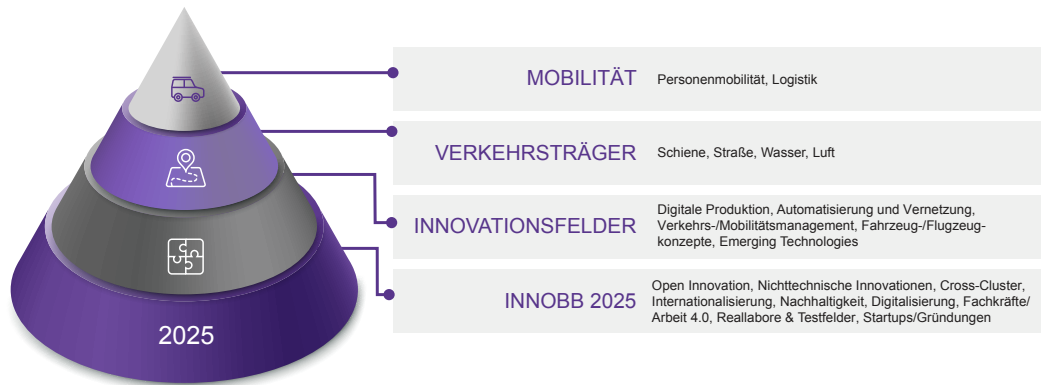 MOBILITÄT
Personenmobilität, Logistik
VERKEHRSTRÄGER
Schiene, Straße, Wasser, Luft
INNOVATIONSFELDER
Digitale Produktion, Automatisierung und Vernetzung,
Verkehrs-/Mobilitätsmanagement, Fahrzeug-/Flugzeug-
konzepte, Emerging Technologies
INNOBB 2025
Open Innovation, Nichttechnische Innovationen, Cross-Cluster,
Internationalisierung, Nachhaltigkeit, Digitalisierung, Fachkräfte/
Arbeit 4.0, Reallabore & Testfelder, Startups/Gründungen
2025